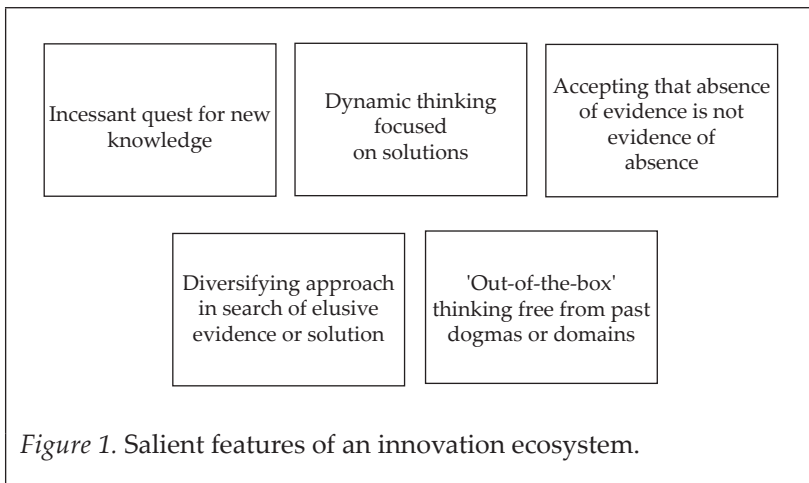 Incessant quest for new
knowledge
Dynamic thinking
focused
on solutions
Accepting that absence
of evidence is not
evidence of
absence
Diversifying approach
in search of elusive
evidence or solution
'Out-of-the-box'
thinking free from past
dogmas or domains
Figure 1. Salient features of an innovation ecosystem.